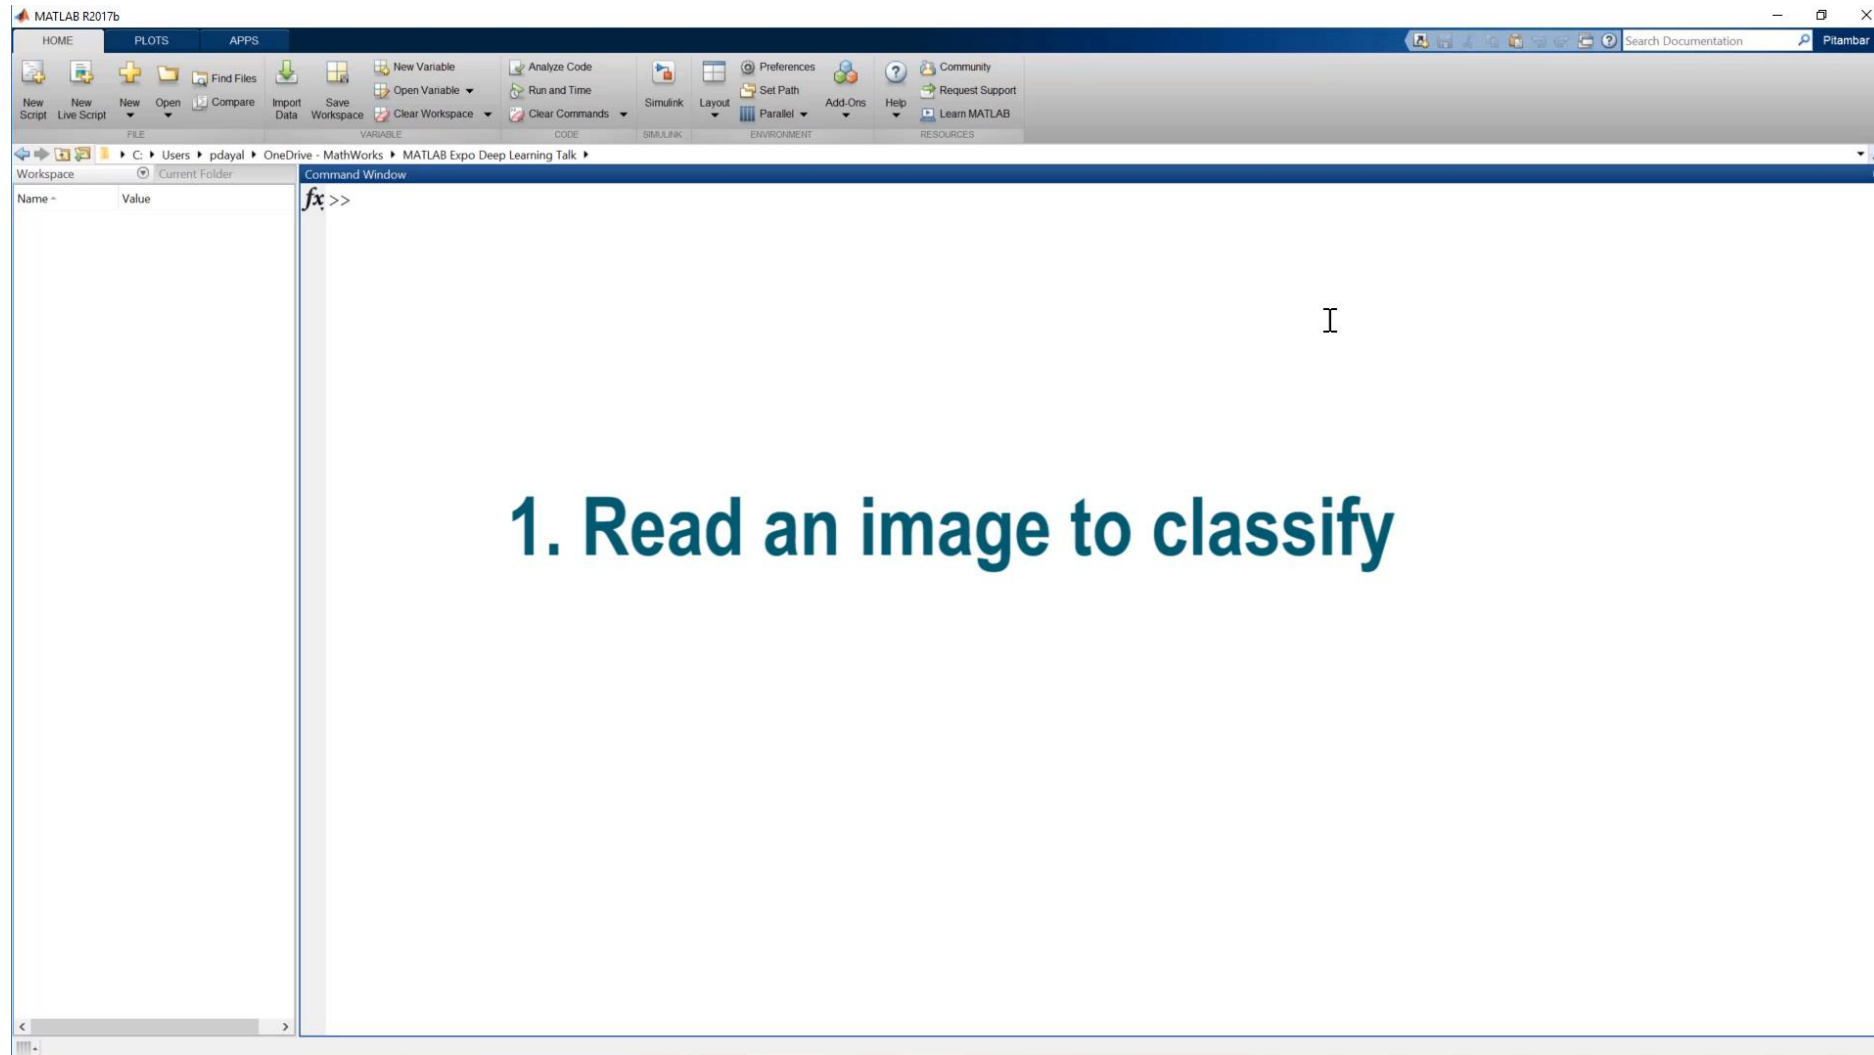 MATLAB R2017b
HOME PLOTS APPS
Search Documentation
Pitambar
New Script
New Live Script
New
Open
Find Files
Compare
FILE
Import Data
Save Workspace
New Variable
Open Variable
Clear Workspace
VARIABLE
Analyze Code
Run and Time
Clear Commands
CODE
Simulink
SIMULINK
Layout
Preferences
Set Path
Parallel
Add-Ons
ENVIRONMENT
Help
Community
Request Support
Learn MATLAB
RESOURCES
C: Users pdayal OneDrive - MathWorks MATLAB Expo Deep Learning Talk
Workspace
Current Folder
Command Window
Name Value
fx >>
1. Read an image to classify